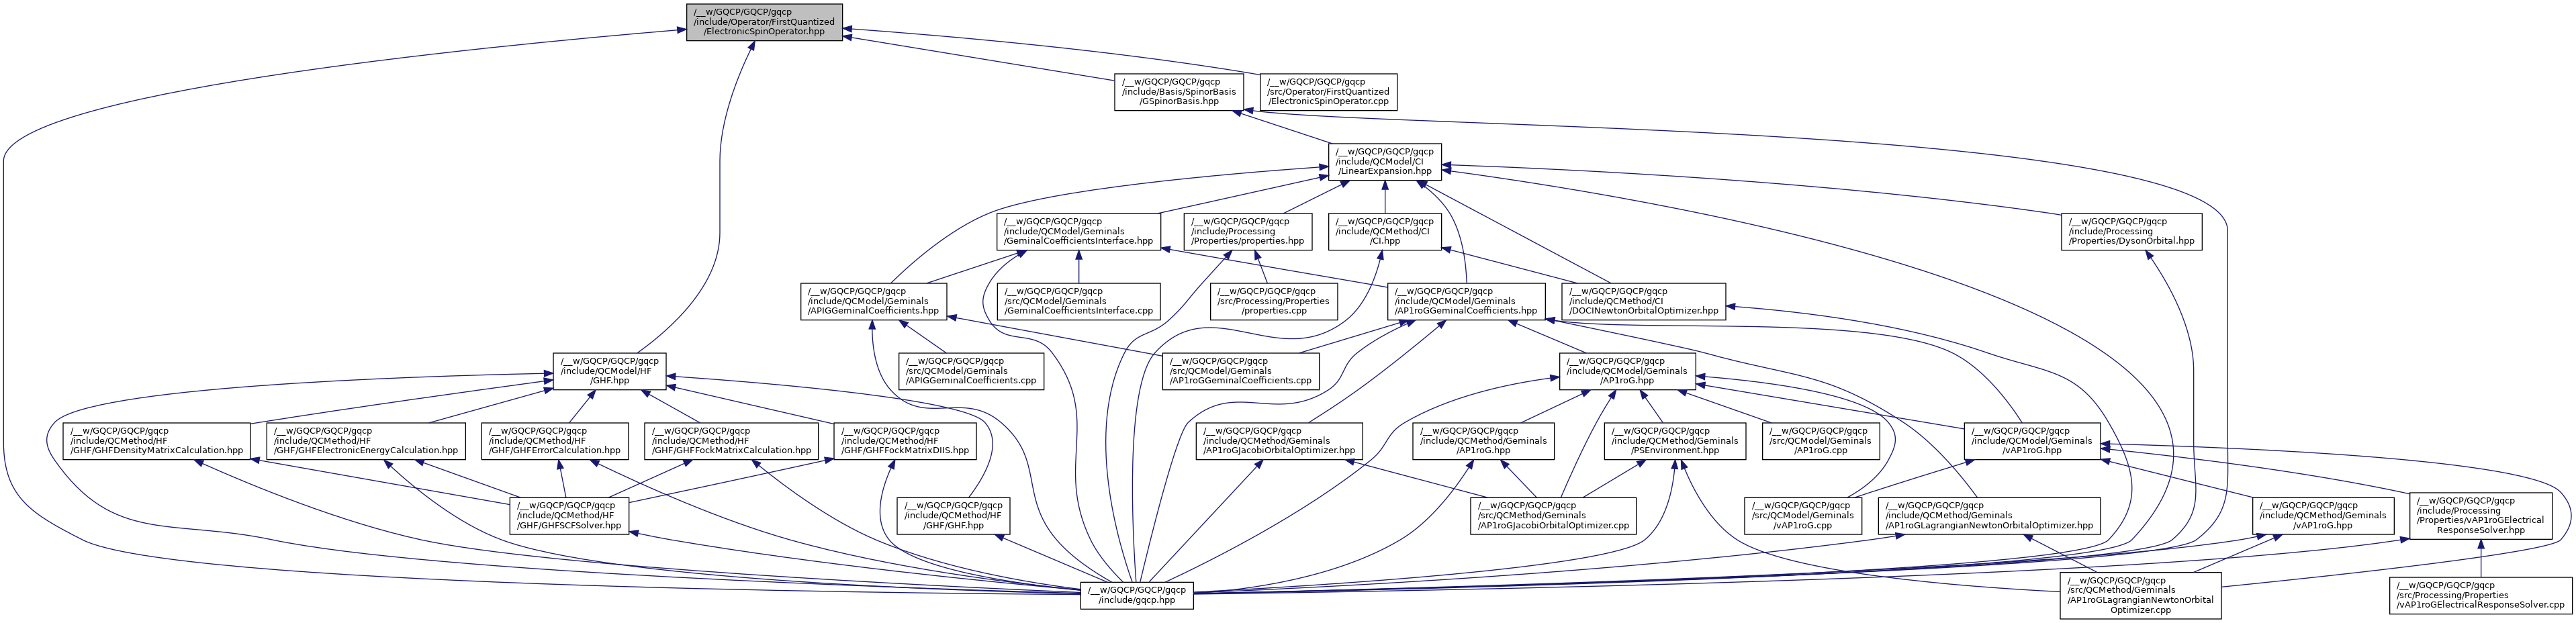 /__w/GQCP/GQCP/gqcp
/include/Operator/FirstQuantized
/ElectronicSpinOperator.hpp
/__w/GQCP/GQCP/gqcp
/include/Basis/SpinorBasis
/GSpinorBasis.hpp
/__w/GQCP/GQCP/gqcp
/src/Operator/FirstQuantized
/ElectronicSpinOperator.cpp
/__w/GQCP/GQCP/gqcp
/include/QCModel/CI
/LinearExpansion.hpp
/__w/GQCP/GQCP/gqcp
/include/QCModel/Geminals
/GeminalCoefficientsInterface.hpp
/__w/GQCP/GQCP/gqcp
/include/Processing
/Properties/properties.hpp
/__w/GQCP/GQCP/gqcp
/include/QCMethod/CI
/CI.hpp
/__w/GQCP/GQCP/gqcp
/include/Processing
/Properties/DysonOrbital.hpp
/__w/GQCP/GQCP/gqcp
/include/QCModel/Geminals
/APIGGeminalCoefficients.hpp
/__w/GQCP/GQCP/gqcp
/src/QCModel/Geminals
/GeminalCoefficientsInterface.cpp
/__w/GQCP/GQCP/gqcp
/src/Processing/Properties
/properties.cpp
/__w/GQCP/GQCP/gqcp
/include/QCModel/Geminals
/AP1roGGeminalCoefficients.hpp
/__w/GQCP/GQCP/gqcp
/include/QCMethod/CI
/DOCINewtonOrbitalOptimizer.hpp
/__w/GQCP/GQCP/gqcp
/include/QCModel/HF
/GHF.hpp
/__w/GQCP/GQCP/gqcp
/src/QCModel/Geminals
/APIGGeminalCoefficients.cpp
/__w/GQCP/GQCP/gqcp
/src/QCModel/Geminals
/AP1roGGeminalCoefficients.cpp
/__w/GQCP/GQCP/gqcp
/include/QCModel/Geminals
/AP1roG.hpp
/__w/GQCP/GQCP/gqcp
/include/QCMethod/HF
/GHF/GHFDensityMatrixCalculation.hpp
/__w/GQCP/GQCP/gqcp
/include/QCMethod/HF
/GHF/GHFElectronicEnergyCalculation.hpp
/__w/GQCP/GQCP/gqcp
/include/QCMethod/HF
/GHF/GHFErrorCalculation.hpp
/__w/GQCP/GQCP/gqcp
/include/QCMethod/HF
/GHF/GHFFockMatrixCalculation.hpp
/__w/GQCP/GQCP/gqcp
/include/QCMethod/HF
/GHF/GHFFockMatrixDIIS.hpp
/__w/GQCP/GQCP/gqcp
/include/QCMethod/Geminals
/AP1roGJacobiOrbitalOptimizer.hpp
/__w/GQCP/GQCP/gqcp
/include/QCMethod/Geminals
/AP1roG.hpp
/__w/GQCP/GQCP/gqcp
/include/QCMethod/Geminals
/PSEnvironment.hpp
/__w/GQCP/GQCP/gqcp
/src/QCModel/Geminals
/AP1roG.cpp
/__w/GQCP/GQCP/gqcp
/include/QCModel/Geminals
/vAP1roG.hpp
/__w/GQCP/GQCP/gqcp
/include/QCMethod/HF
/GHF/GHFSCFSolver.hpp
/__w/GQCP/GQCP/gqcp
/include/QCMethod/HF
/GHF/GHF.hpp
/__w/GQCP/GQCP/gqcp
/src/QCMethod/Geminals
/AP1roGJacobiOrbitalOptimizer.cpp
/__w/GQCP/GQCP/gqcp
/src/QCModel/Geminals
/vAP1roG.cpp
/__w/GQCP/GQCP/gqcp
/include/QCMethod/Geminals
/AP1roGLagrangianNewtonOrbitalOptimizer.hpp
/__w/GQCP/GQCP/gqcp
/include/QCMethod/Geminals
/vAP1roG.hpp
/__w/GQCP/GQCP/gqcp
/include/Processing
/Properties/vAP1roGElectrical
ResponseSolver.hpp
/__w/GQCP/GQCP/gqcp
/include/gqcp.hpp
/__w/GQCP/GQCP/gqcp
/src/QCMethod/Geminals
/AP1roGLagrangianNewtonOrbital
Optimizer.cpp
/__w/GQCP/GQCP/gqcp
/src/Processing/Properties
/vAP1roGElectricalResponseSolver.cpp